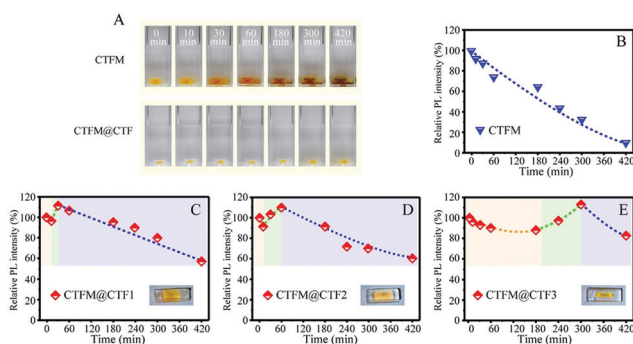 A
0 min
10 min
30 min
60 min
180 min
300 min
420 min
CTFM
CTFM@CTF
B
Relative PL intensity (%)
120
100
80
60
40
20
0
CTFM
0 60 120 180 240 300 360 420
Time (min)
C
Relative PL intensity (%)
120
100
80
60
40
20
0
CTFM@CTF1
0 60 120 180 240 300 360 420
Time (min)
D
Relative PL intensity (%)
120
100
80
60
40
20
0
CTFM@CTF2
0 60 120 180 240 300 360 420
Time (min)
E
Relative PL intensity (%)
120
100
80
60
40
20
0
CTFM@CTF3
0 60 120 180 240 300 360 420
Time (min)